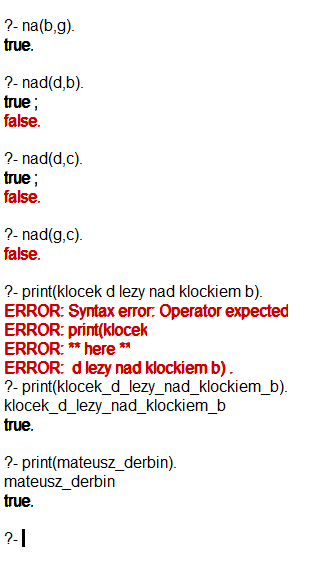 ?- na(b,g).
true.
?- nad(d,b).
true ;
false.
?- nad(d,c).
true ;
false.
?- nad(g,c).
false.
?- print(klocek d lezy nad klockiem b).
ERROR: Syntax error: Operator expected
ERROR: print(klocek
ERROR: ** here **
ERROR:  d lezy nad klockiem b) .
?- print(klocek_d_lezy_nad_klockiem_b).
klocek_d_lezy_nad_klockiem_b
true.
?- print(mateusz_derbin).
mateusz_derbin
true.
?-